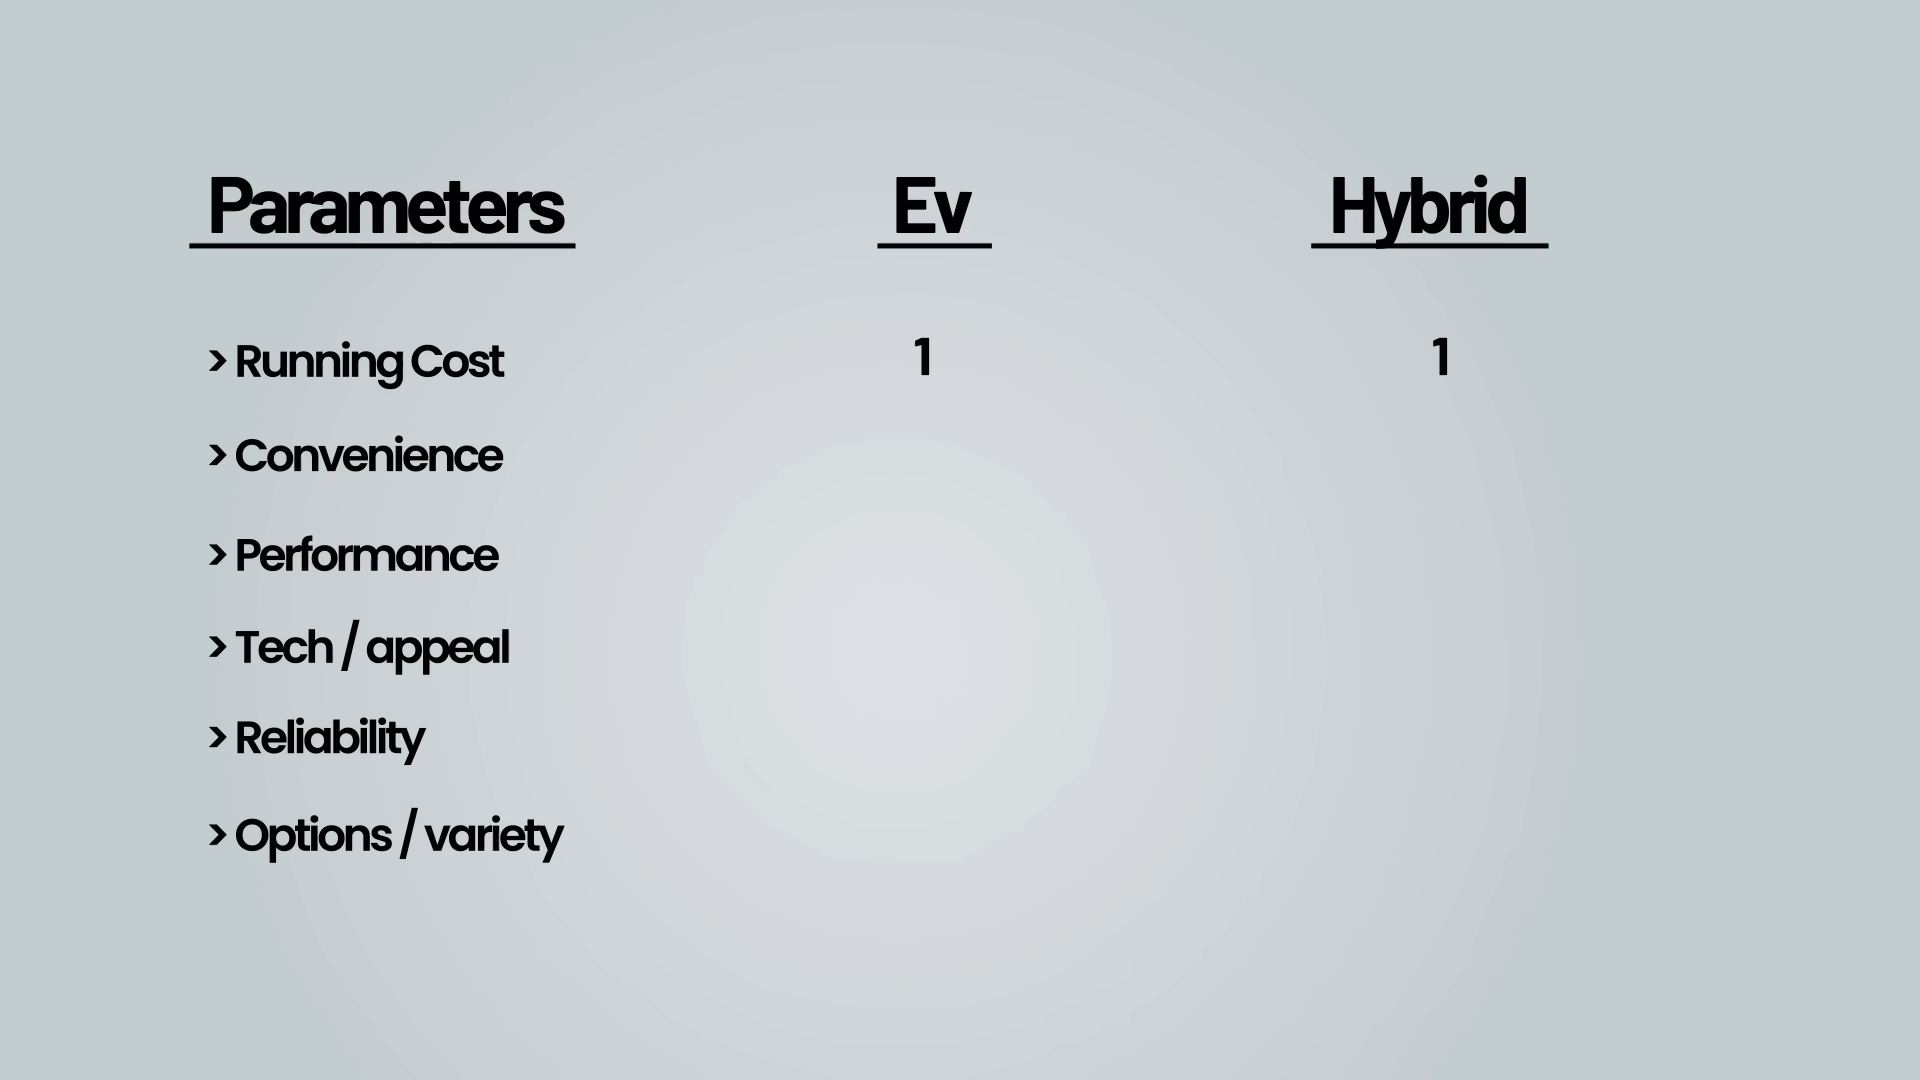 Parameters Ev Hybrid
> Running Cost 1 1
> Convenience
> Performance
> Tech / appeal
> Reliability
> Options / variety